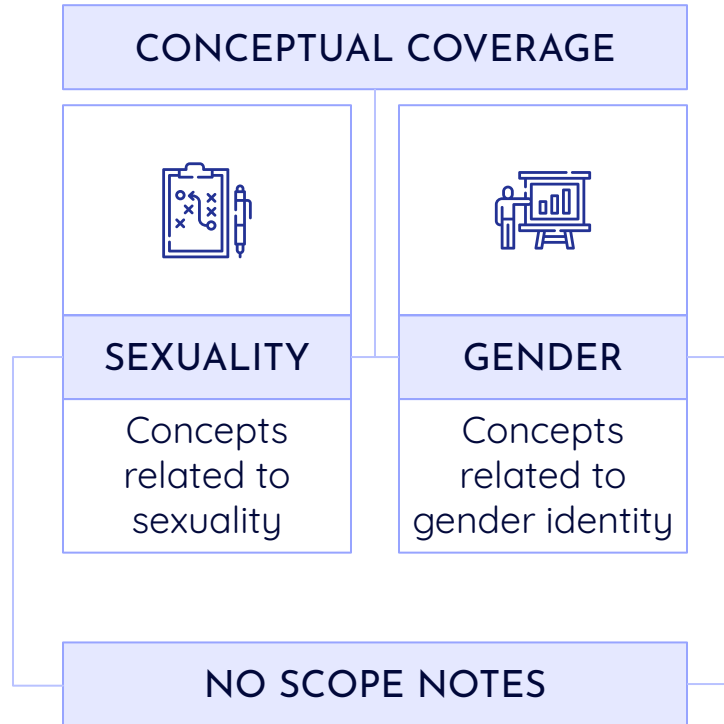 CONCEPTUAL COVERAGE
SEXUALITY
Concepts
related to
sexuality
GENDER
Concepts
related to
gender identity
NO SCOPE NOTES